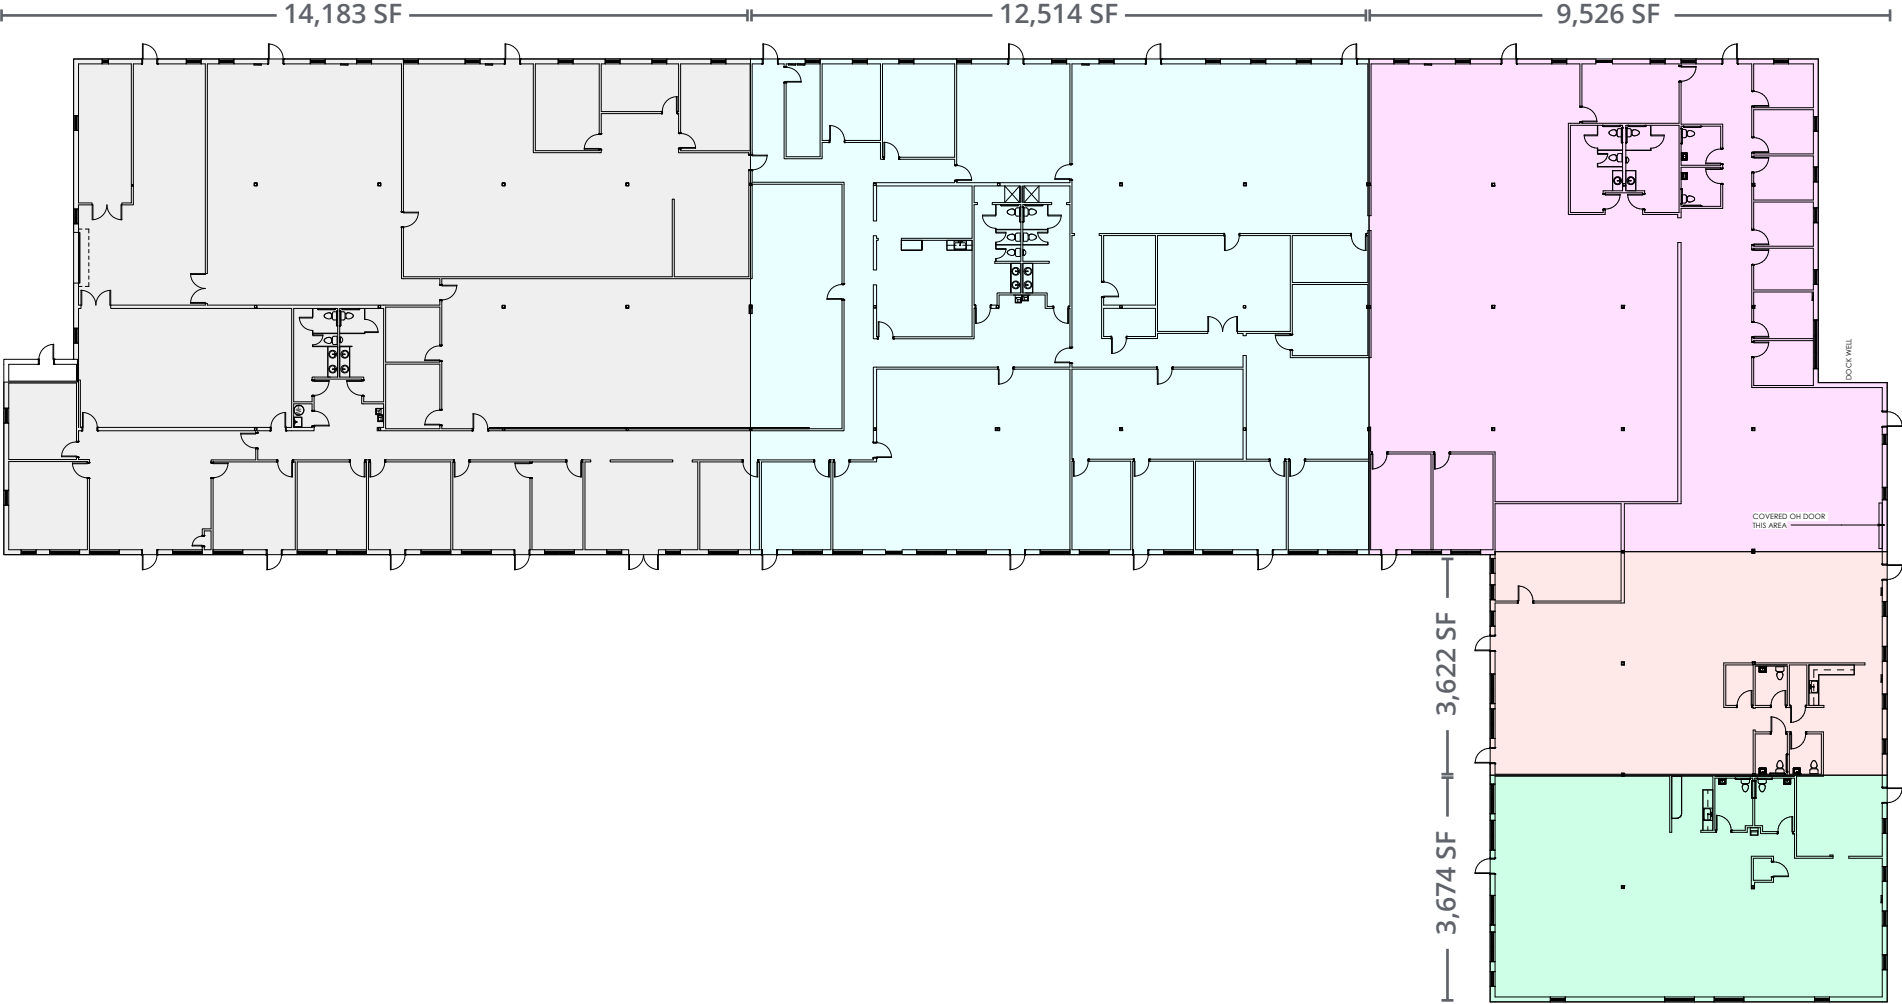 14,183 SF
12,514 SF
9,526 SF
DOCK WELL
COVERED OH DOOR
THIS AREA
3,622 SF
3,674 SF